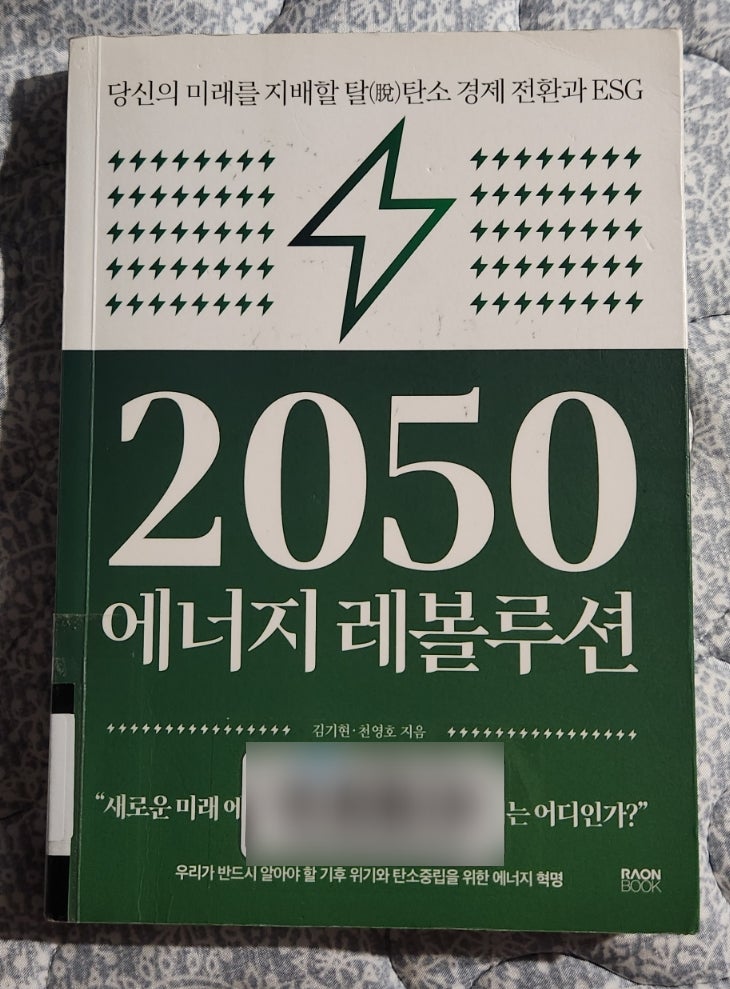 당신의 미래를 지배할 탈(脫)탄소 경제 전환과 ESG
2050
에너지 레볼루션
김기현·천영호 지음
“새로운 미래 에 는 어디인가?”
우리가 반드시 알아야 할 기후 위기와 탄소중립을 위한 에너지 혁명
RAON
BOOK